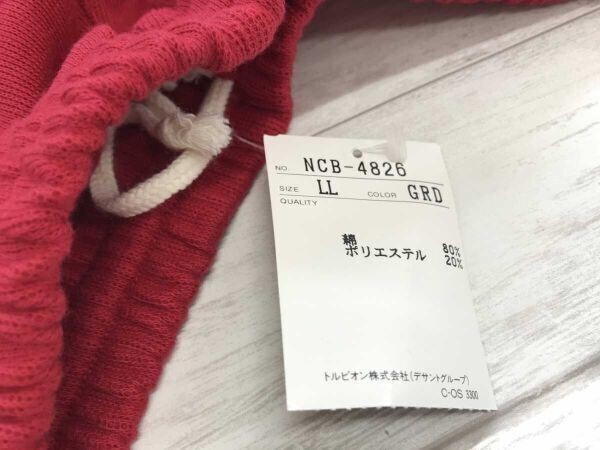 NO. NCB-4826
SIZE LL COLOR GRD
QUALITY
綿 80%
ポリエステル 20%
トルビオン株式会社(デサントグループ)
C-OS 3300